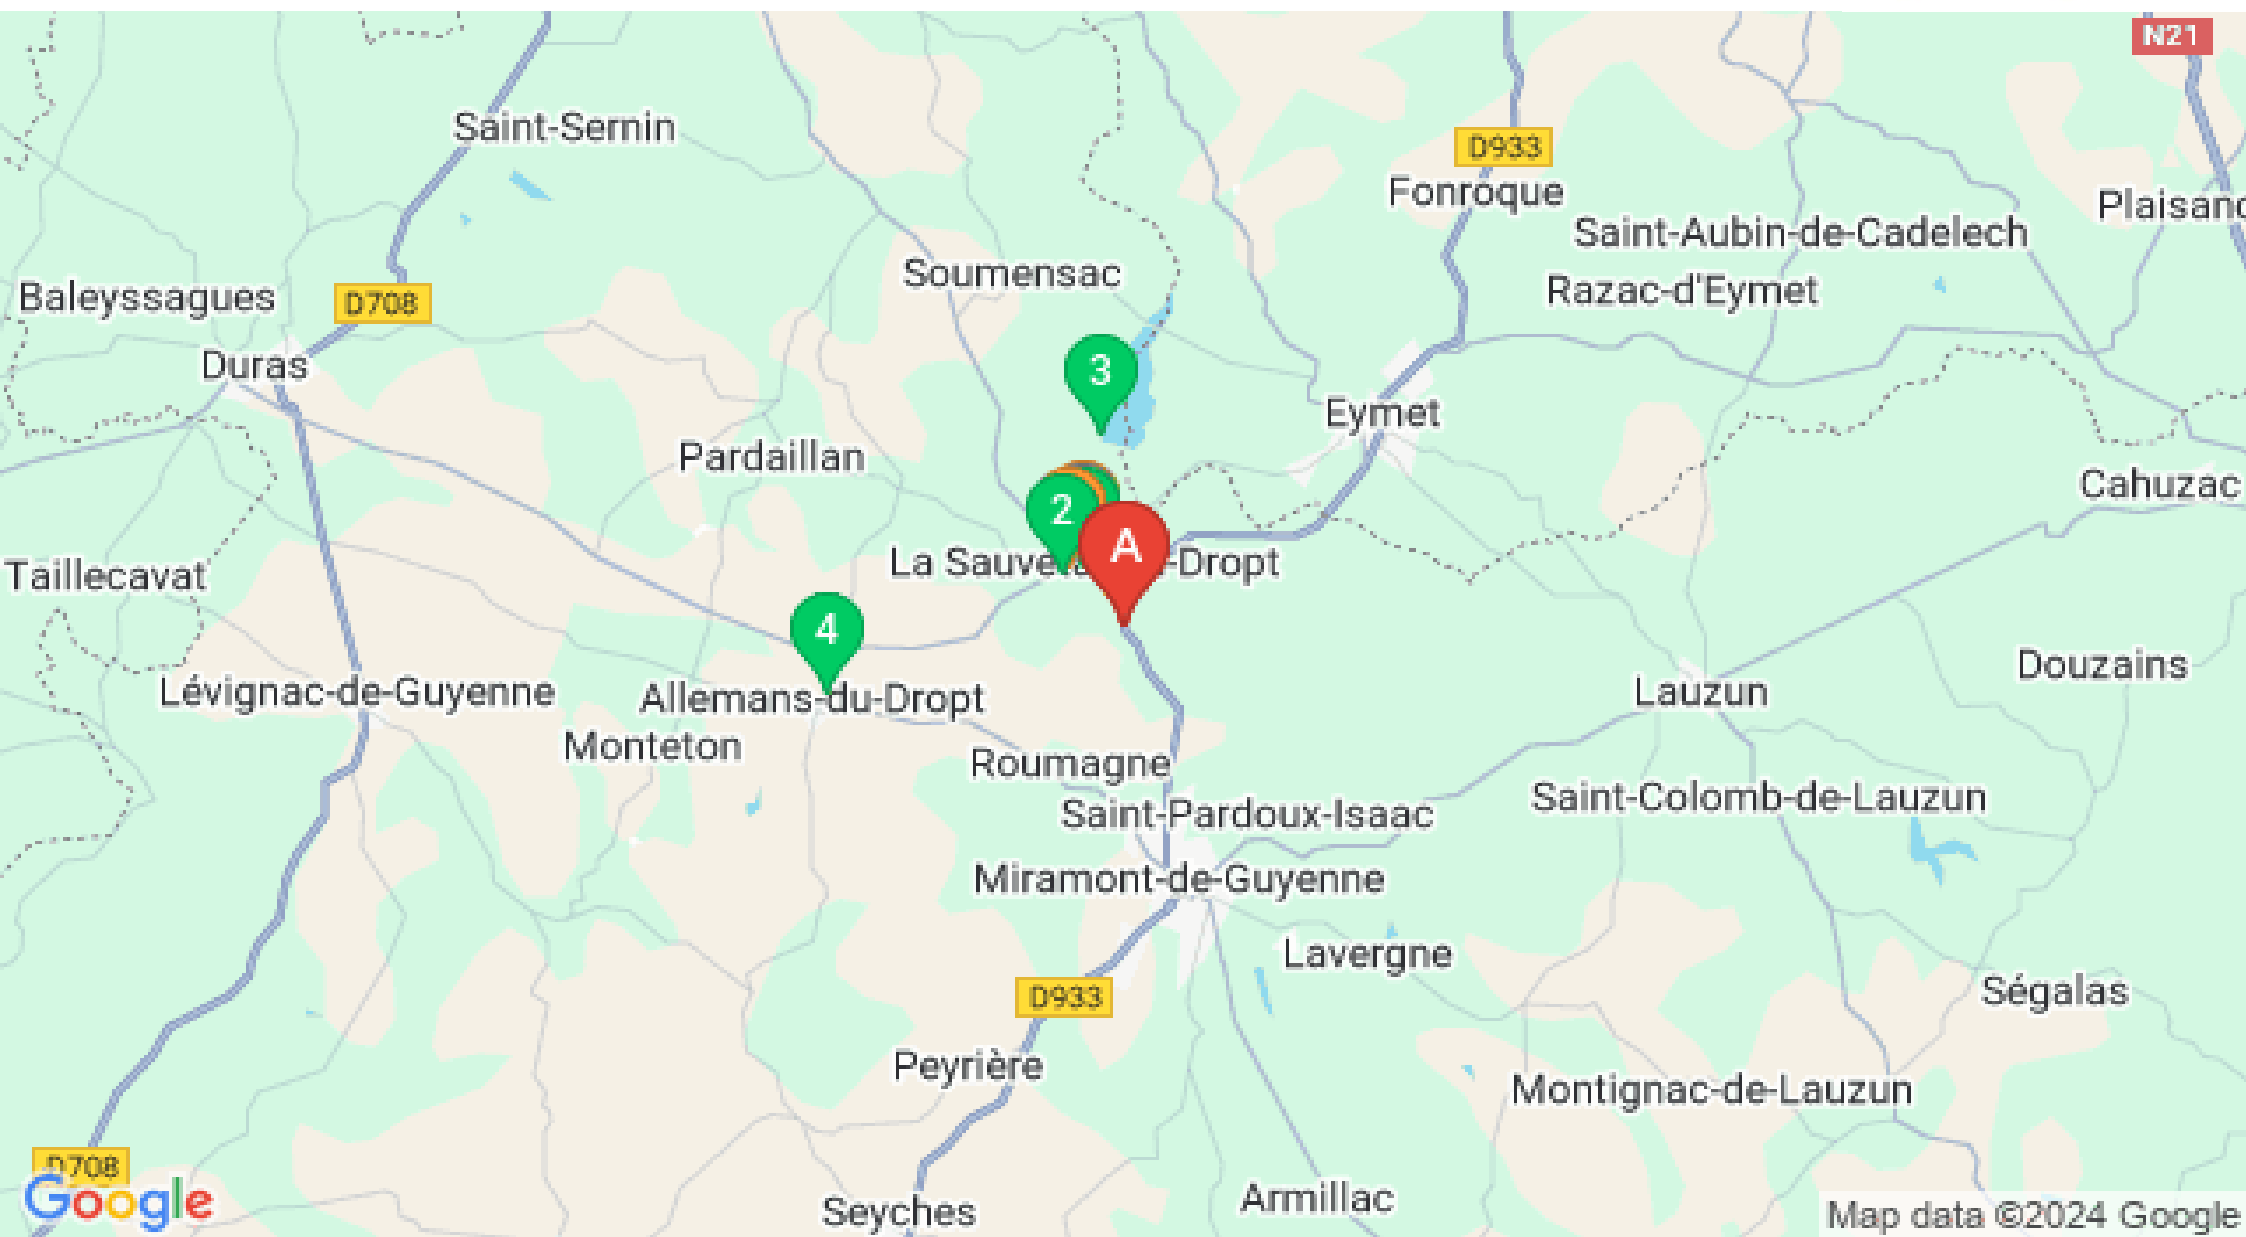 N21
Saint-Sernin
D933
Fonroque
Plaisanc
Saint-Aubin-de-Cadelech
Soumensac
Razac-d'Eymet
Baleyssagues
D708
Duras
3
Eymet
Pardaillan
Cahuzac
2
A
La Sauve -Dropt
Taillecavat
4
Douzains
Lévignac-de-Guyenne
Allemans-du-Dropt
Lauzun
Monteton
Roumagne
Saint-Colomb-de-Lauzun
Saint-Pardoux-Isaac
Miramont-de-Guyenne
Lavergne
D933
Ségalas
Peyrière
Montignac-de-Lauzun
D708
Google
Seyches
Armillac
Map data ©2024 Google